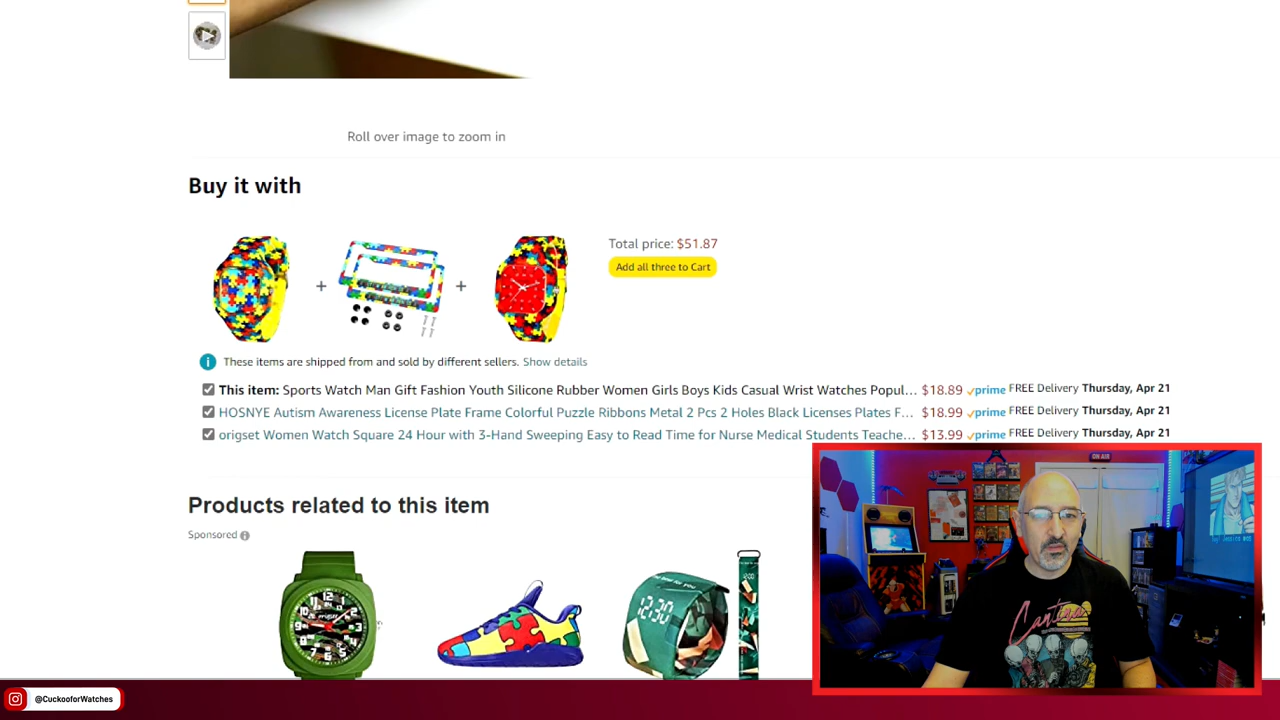 Roll over image to zoom in
Buy it with
Total price: $51.87
Add all three to Cart
These items are shipped from and sold by different sellers. Show details
This item: Sports Watch Man Gift Fashion Youth Silicone Rubber Women Girls Boys Kids Casual Wrist Watches Popul... $18.89 prime FREE Delivery Thursday, Apr 21
HOSNYE Autism Awareness License Plate Frame Colorful Puzzle Ribbons Metal 2 Pcs 2 Holes Black Licenses Plates F... $18.99 prime FREE Delivery Thursday, Apr 21
origset Women Watch Square 24 Hour with 3-Hand Sweeping Easy to Read Time for Nurse Medical Students Teache... $13.99 prime FREE Delivery Thursday, Apr 21
ON AIR
Products related to this item
Sponsored
12:30
Cantina
@CuckooforWatches